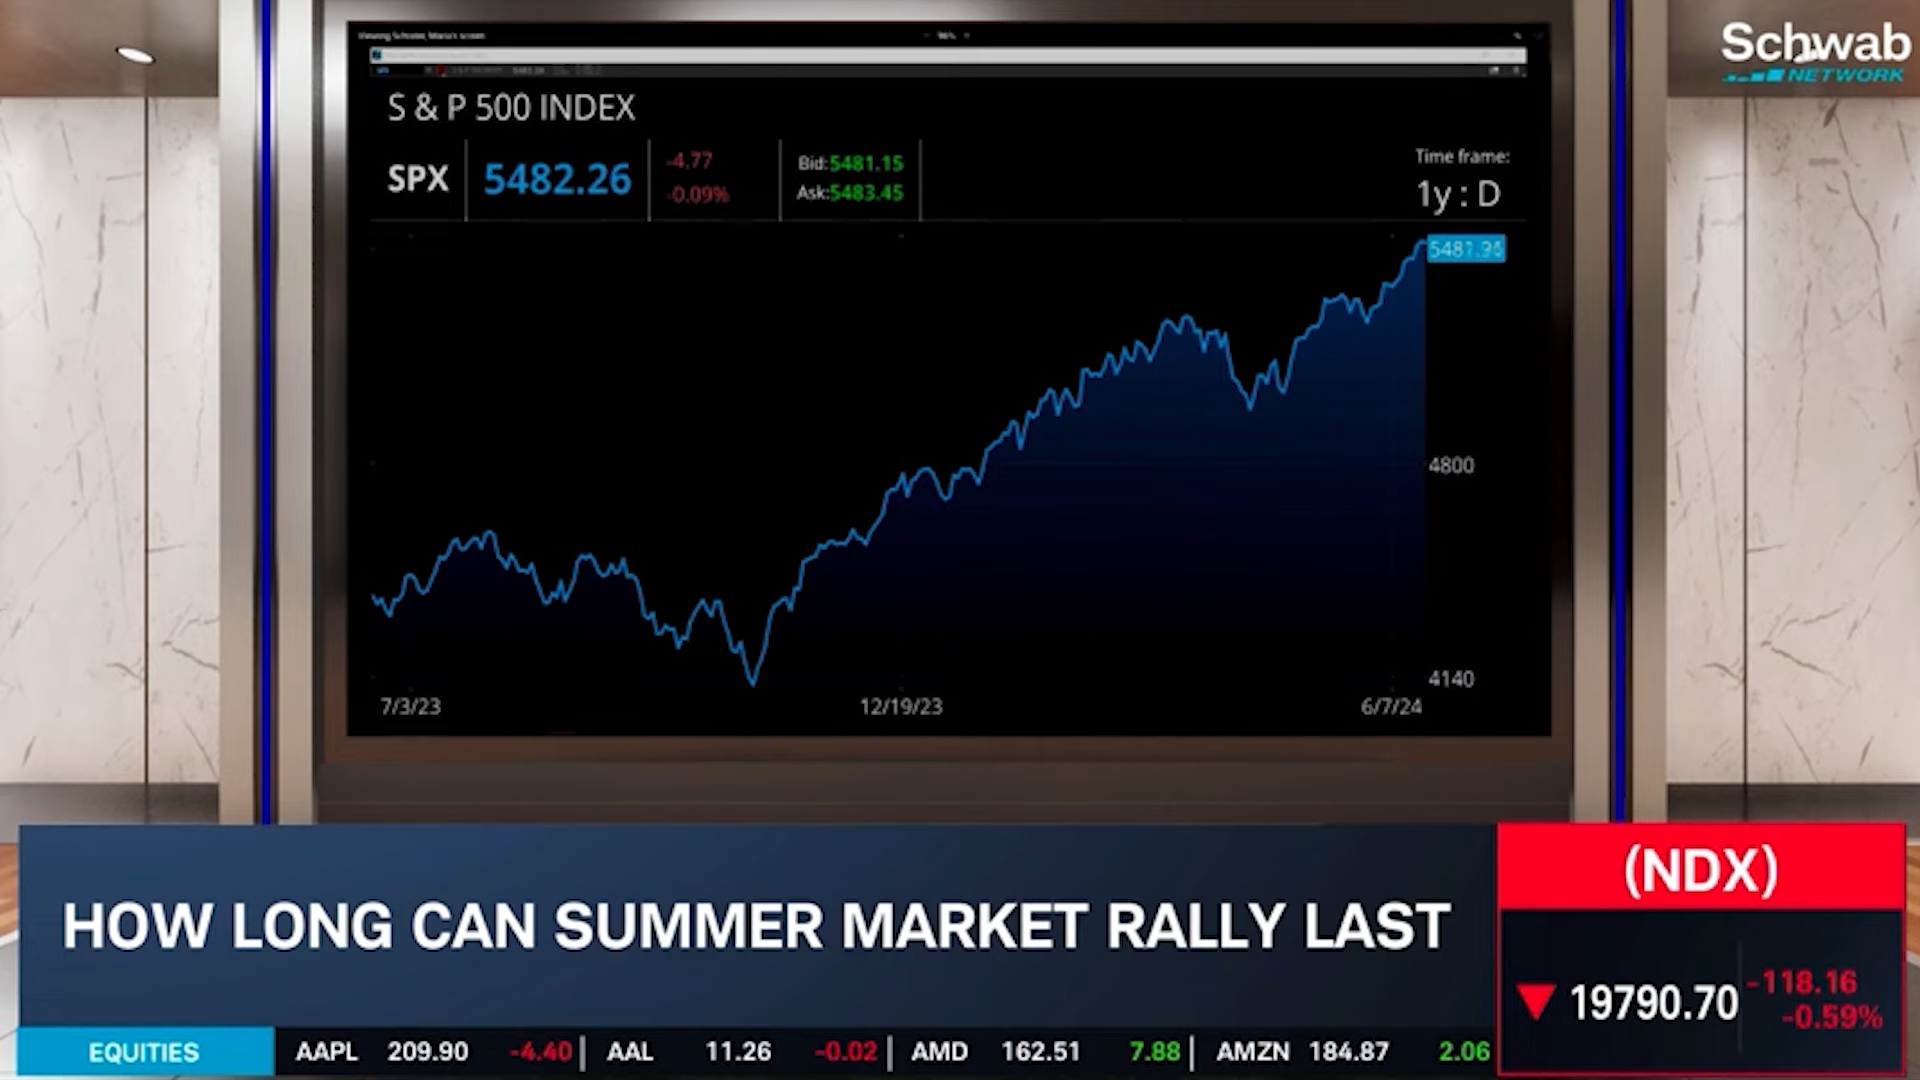 Schwab
NETWORK
S & P 500 INDEX
SPX
5482.26
-4.77
-0.09%
Bid:5481.15
Ask:5483.45
Time frame:
1y : D
4800
4140
7/3/23
12/19/23
6/7/24
HOW LONG CAN SUMMER MARKET RALLY LAST
(NDX)
19790.70
-118.16
-0.59%
EQUITIES
AAPL 209.90 -4.40 | AAL 11.26 -0.02 | AMD 162.51 7.88 | AMZN 184.87 2.06